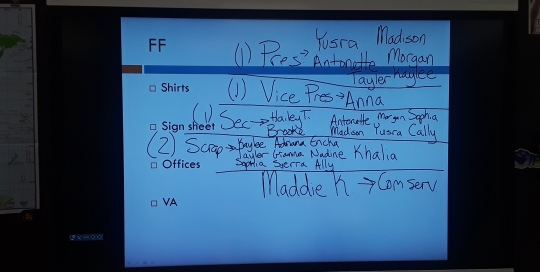 FF
(1) Pres → Yusra Madison
Antonette Morgan
Tayler Kaylee
□ Shirts
(1) Vice Pres → Anna
□ Sign sheet
(1) Sec → Hailey T. Antonette Morgan Sophia
Brooke Madison Yusra Cally
(2) Scrap → Kaylee Adriana
Tayler Gianna Nadine Khalia
Sophia Sierra Ally
□ Offices
Maddie K → Com Serv
□ VA